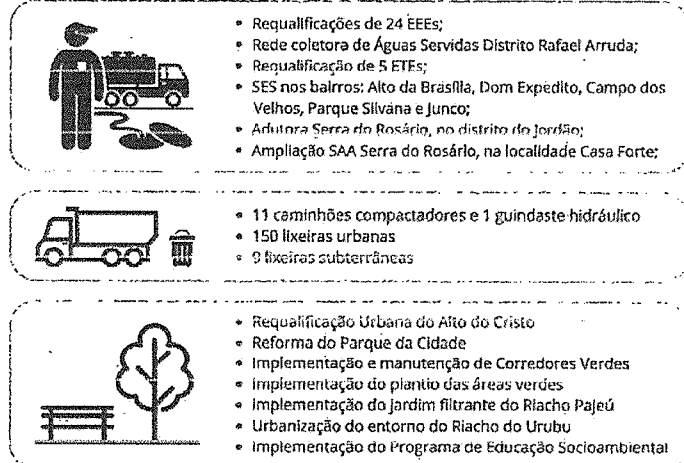 • Requalificações de 24 EEEs;
• Rede coletora de Águas Servidas Distrito Rafael Arruda;
• Requalificação de 5 ETEs;
• SES nos bairros: Alto da Brasília, Dom Expedito, Campo dos
Velhos, Parque Silvana e Junco;
• Adutora Serra do Rosário, no distrito do Jordão;
• Ampliação SAA Serra do Rosário, na localidade Casa Forte;
• 11 caminhões compactadores e 1 guindaste hidráulico
• 150 lixeiras urbanas
• 9 lixeiras subterrâneas
• Requalificação Urbana do Alto do Cristo
• Reforma do Parque da Cidade
• Implementação e manutenção de Corredores Verdes
• Implementação do plantio das áreas verdes
• Implementação do jardim filtrante do Riacho Pajeú
• Urbanização do entorno do Riacho do Urubu
• Implementação do Programa de Educação Socioambiental